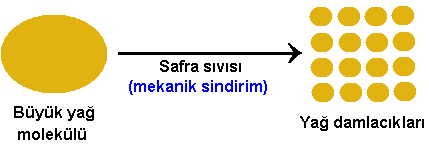 Safra sıvısı
(mekanik sindirim)
Büyük yağ
molekülü
Yağ damlacıkları